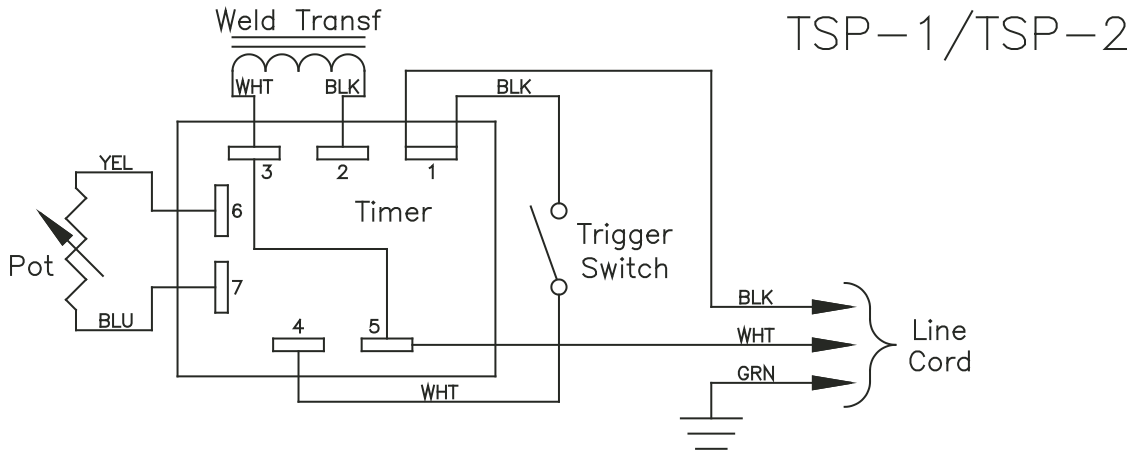 Weld Transf
TSP-1/TSP-2
WHT
BLK
BLK
3
2
1
YEL
6
Timer
Trigger
Switch
Pot
7
BLU
4
5
BLK
WHT
GRN
Line
Cord
WHT